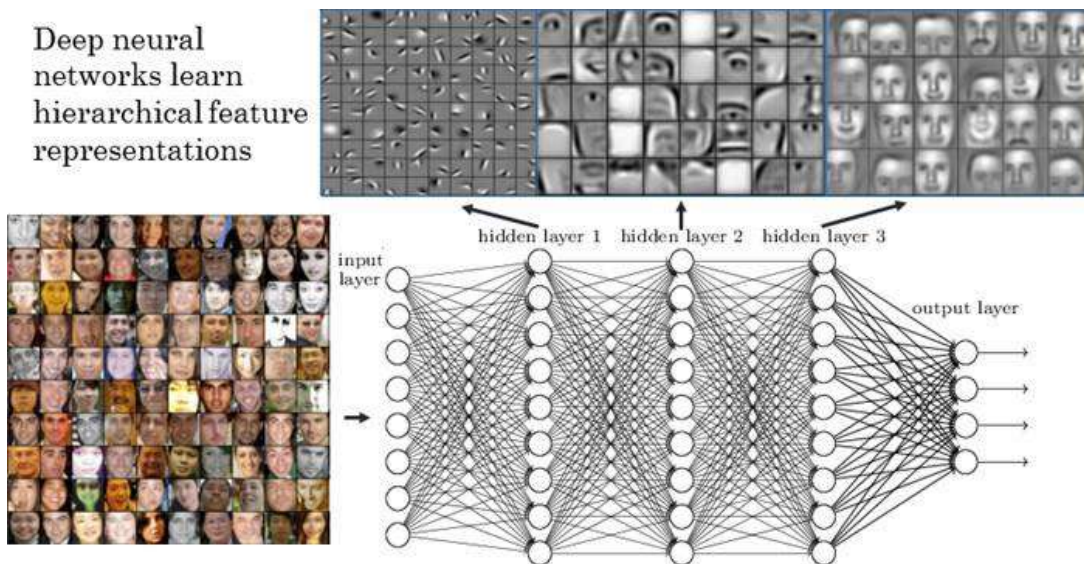 Deep neural
networks learn
hierarchical feature
representations
hidden layer 1 hidden layer 2 hidden layer 3
input
layer
output layer